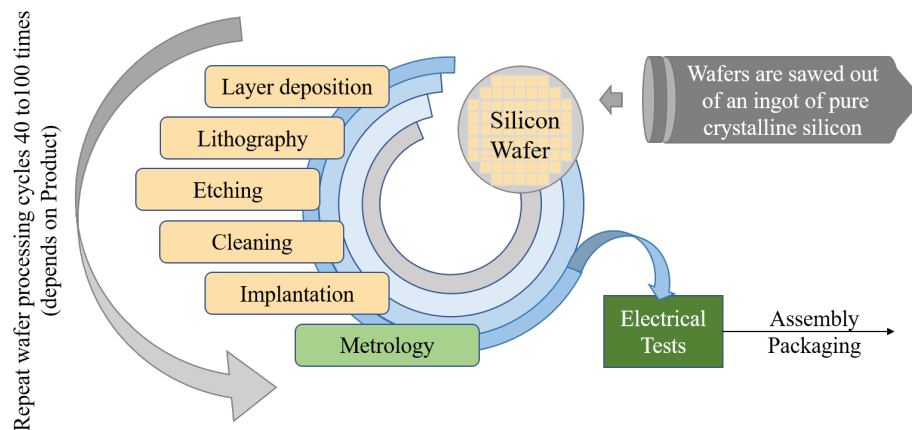 Repeat wafer processing cycles 40 to100 times
(depends on Product)
Layer deposition
Lithography
Etching
Cleaning
Implantation
Metrology
Silicon
Wafer
Wafers are sawed out
of an ingot of pure
crystalline silicon
Electrical
Tests
Assembly
Packaging